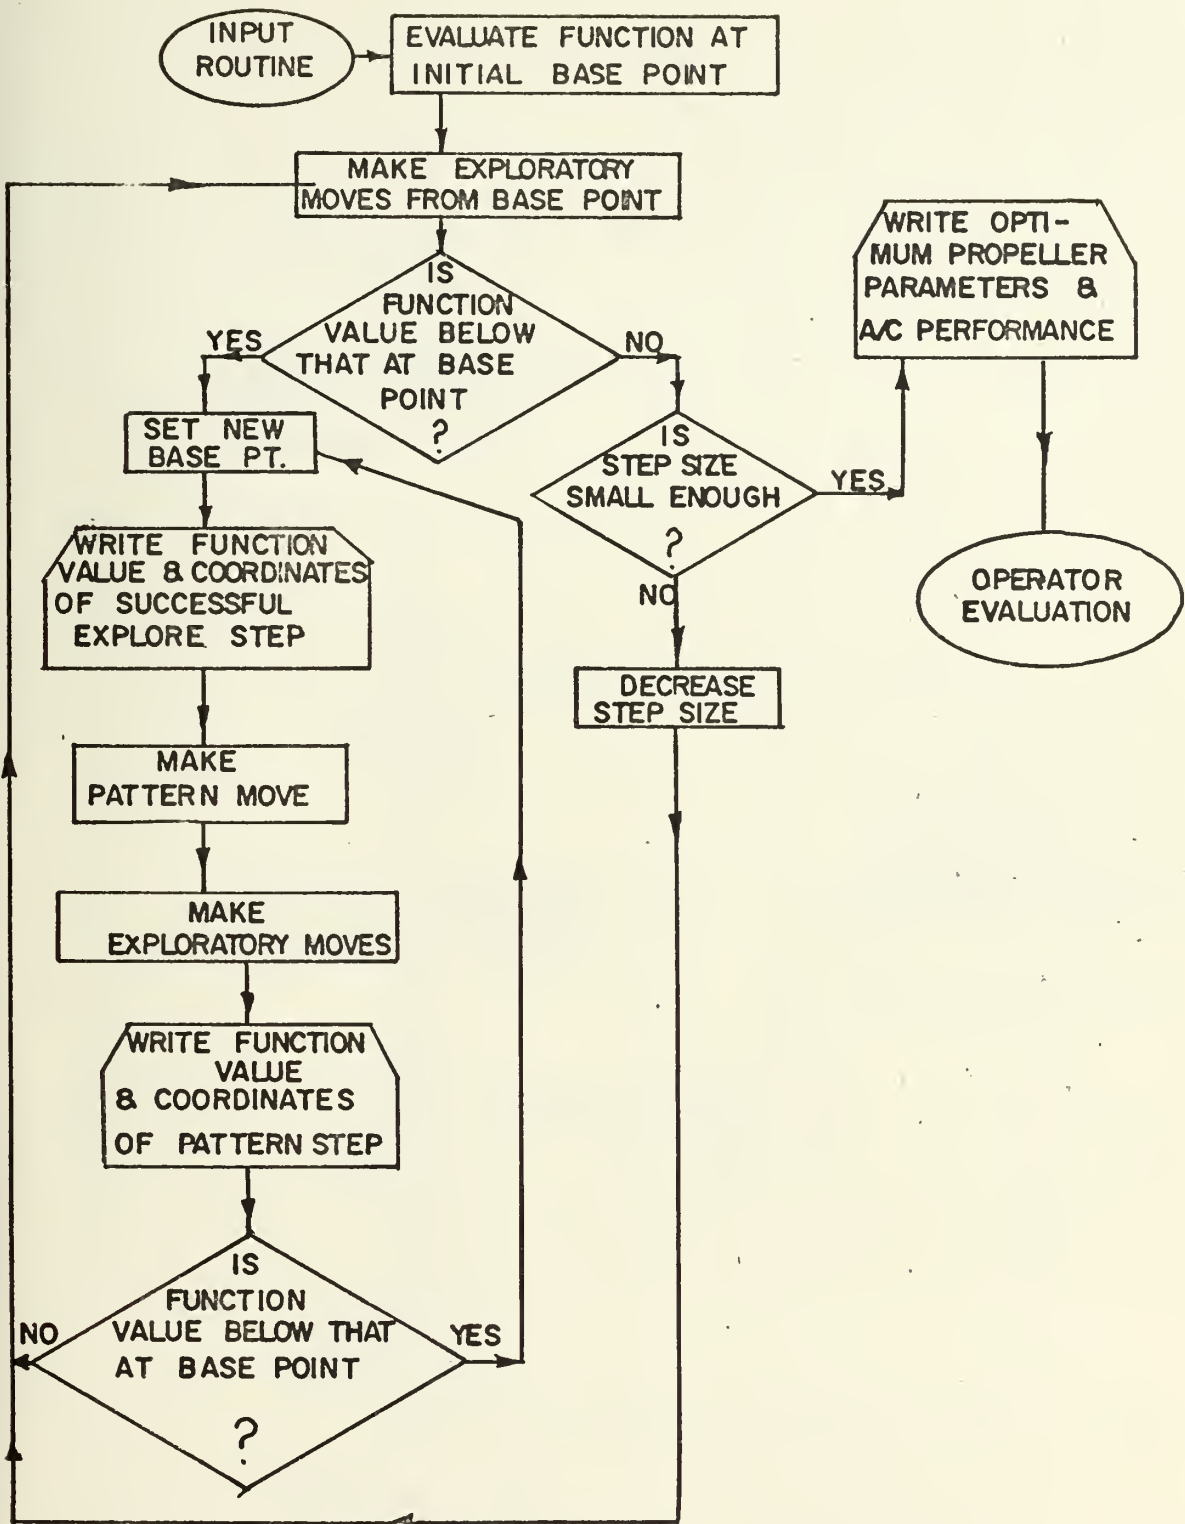 INPUT
ROUTINE
EVALUATE FUNCTION AT
INITIAL BASE POINT
MAKE EXPLORATORY
MOVES FROM BASE POINT
IS
FUNCTION
VALUE BELOW
THAT AT BASE
POINT
?
YES
NO
SET NEW
BASE PT.
IS
STEP SIZE
SMALL ENOUGH
?
YES
NO
WRITE OPTI-
MUM PROPELLER
PARAMETERS &
A/C PERFORMANCE
OPERATOR
EVALUATION
WRITE FUNCTION
VALUE & COORDINATES
OF SUCCESSFUL
EXPLORE STEP
DECREASE
STEP SIZE
MAKE
PATTERN MOVE
MAKE
EXPLORATORY MOVES
WRITE FUNCTION
VALUE
& COORDINATES
OF PATTERN STEP
IS
FUNCTION
VALUE BELOW THAT
AT BASE POINT
?
NO
YES